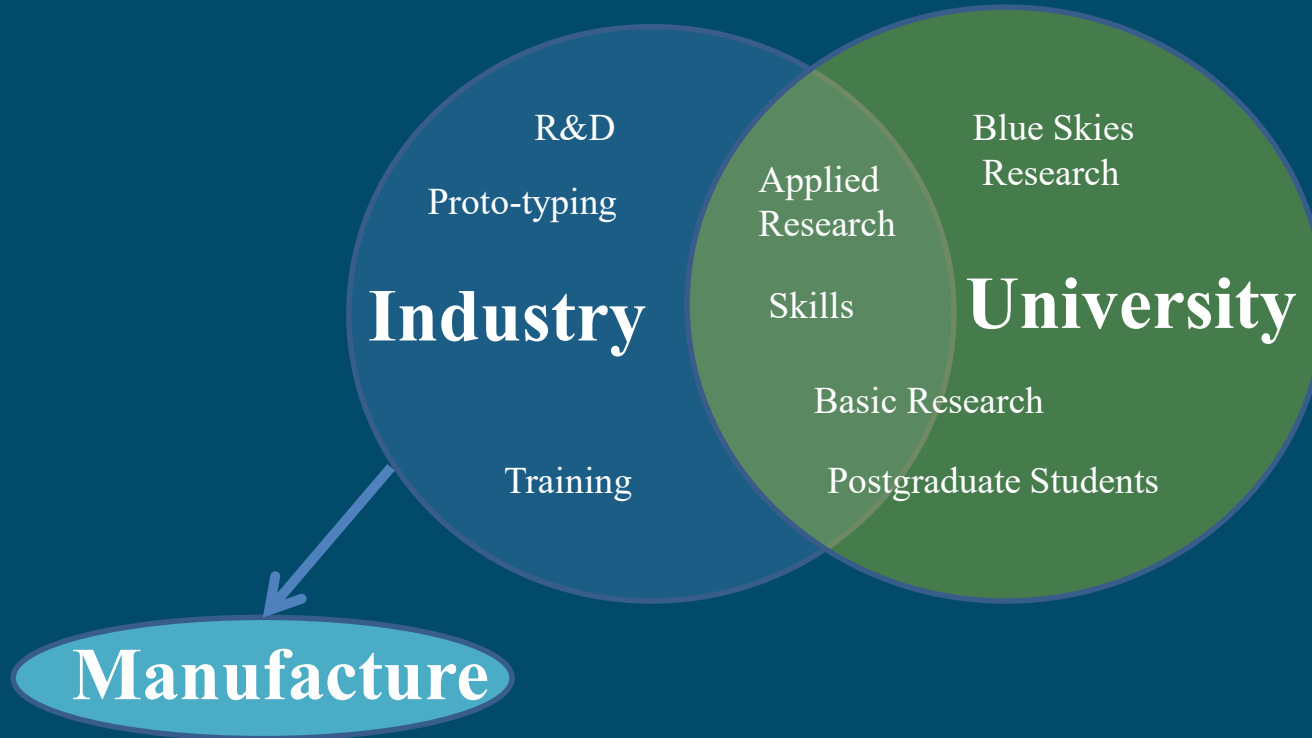 R&D
Proto-typing
Industry
Training
Applied
Research
Skills
Basic Research
Postgraduate Students
Blue Skies
Research
University
Manufacture